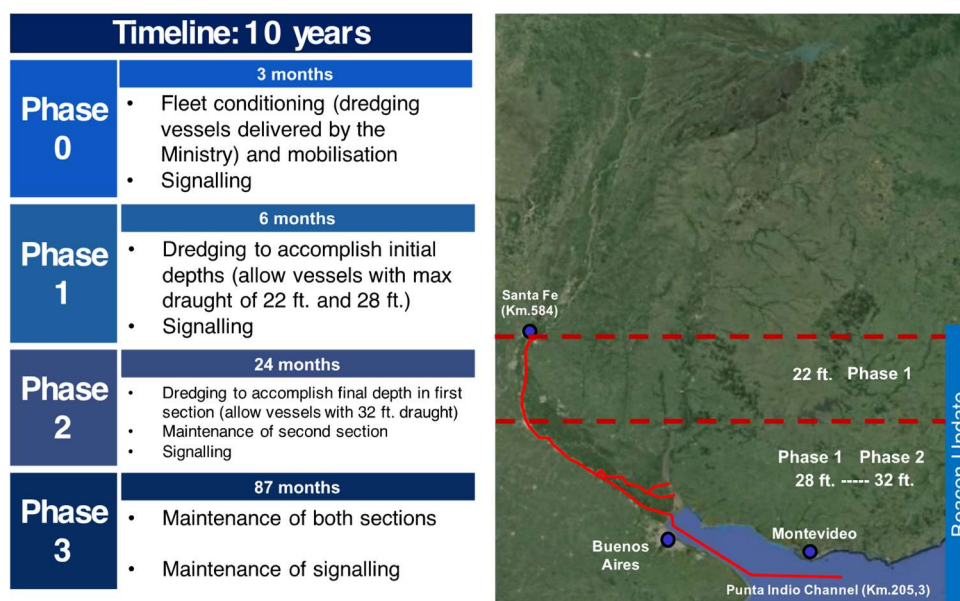 Timeline: 10 years
Phase
0
3 months
• Fleet conditioning (dredging
vessels delivered by the
Ministry) and mobilisation
• Signalling
Phase
1
6 months
• Dredging to accomplish initial
depths (allow vessels with max
draught of 22 ft. and 28 ft.)
• Signalling
Phase
2
24 months
• Dredging to accomplish final depth in first
section (allow vessels with 32 ft. draught)
• Maintenance of second section
• Signalling
Phase
3
87 months
• Maintenance of both sections
• Maintenance of signalling
Santa Fe
(Km.584)
22 ft. Phase 1
Phase 1 Phase 2
28 ft. ----- 32 ft.
Buenos
Aires
Montevideo
Punta Indio Channel (Km.205,3)
Beacon Update